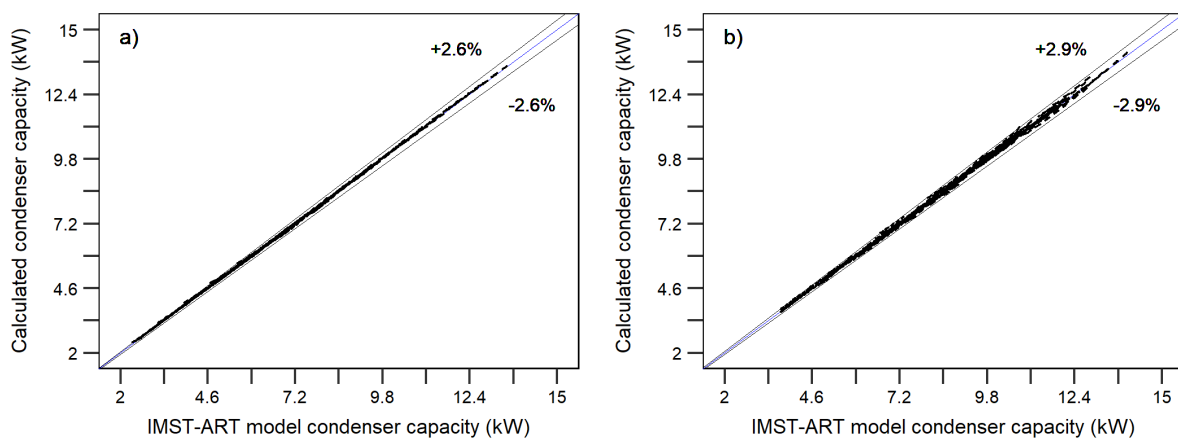 a)
+2.6%
-2.6%
Calculated condenser capacity (kW)
15
12.4
9.8
7.2
4.6
2
2 4.6 7.2 9.8 12.4 15
IMST-ART model condenser capacity (kW)
b)
+2.9%
-2.9%
Calculated condenser capacity (kW)
15
12.4
9.8
7.2
4.6
2
2 4.6 7.2 9.8 12.4 15
IMST-ART model condenser capacity (kW)